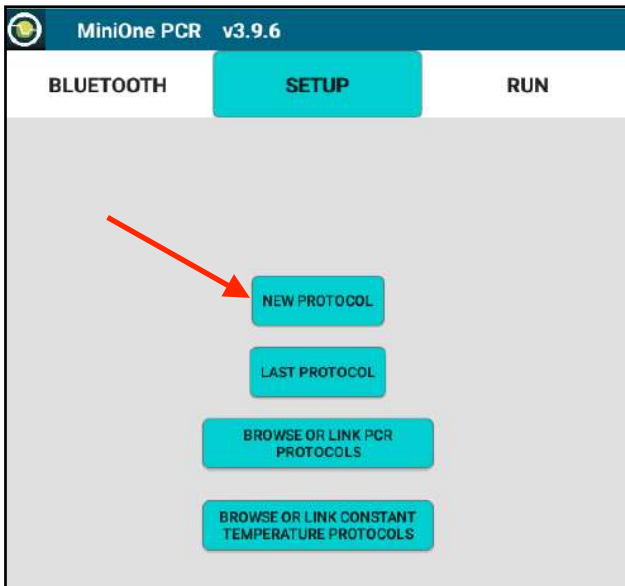 MiniOne PCR v3.9.6
BLUETOOTH SETUP RUN
NEW PROTOCOL
LAST PROTOCOL
BROWSE OR LINK PCR
PROTOCOLS
BROWSE OR LINK CONSTANT
TEMPERATURE PROTOCOLS